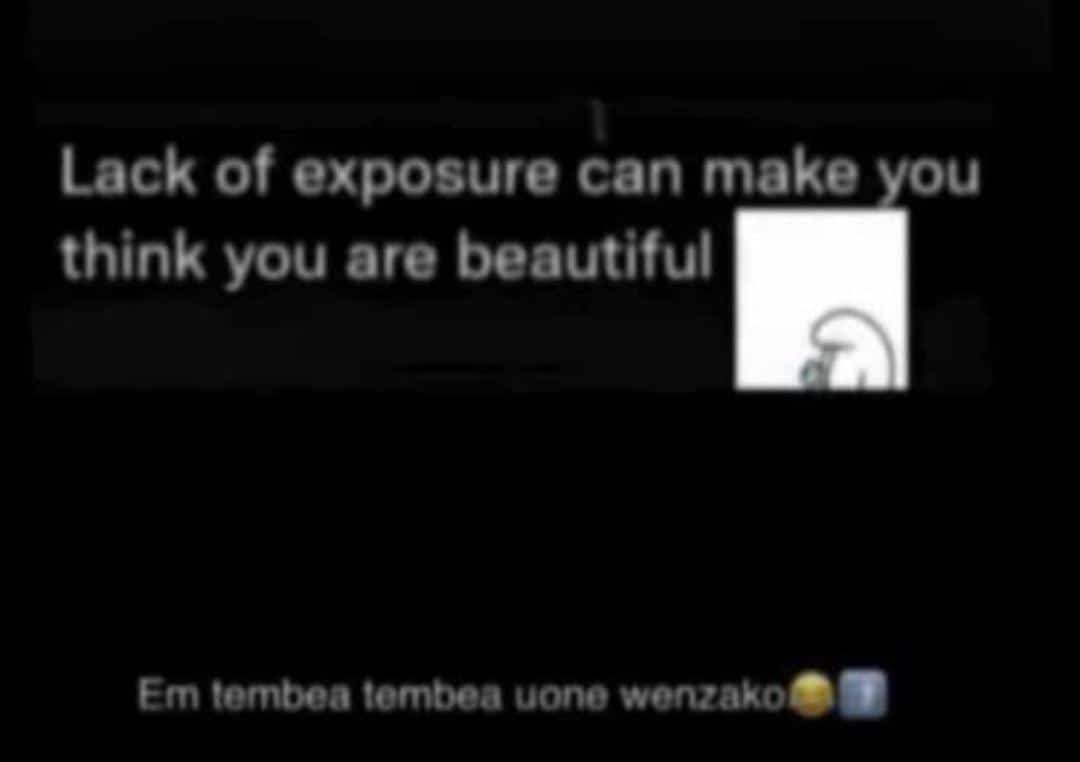 Lack of exposure can make you
think you are beautiful
Em tembea tembea uone wenzako😂